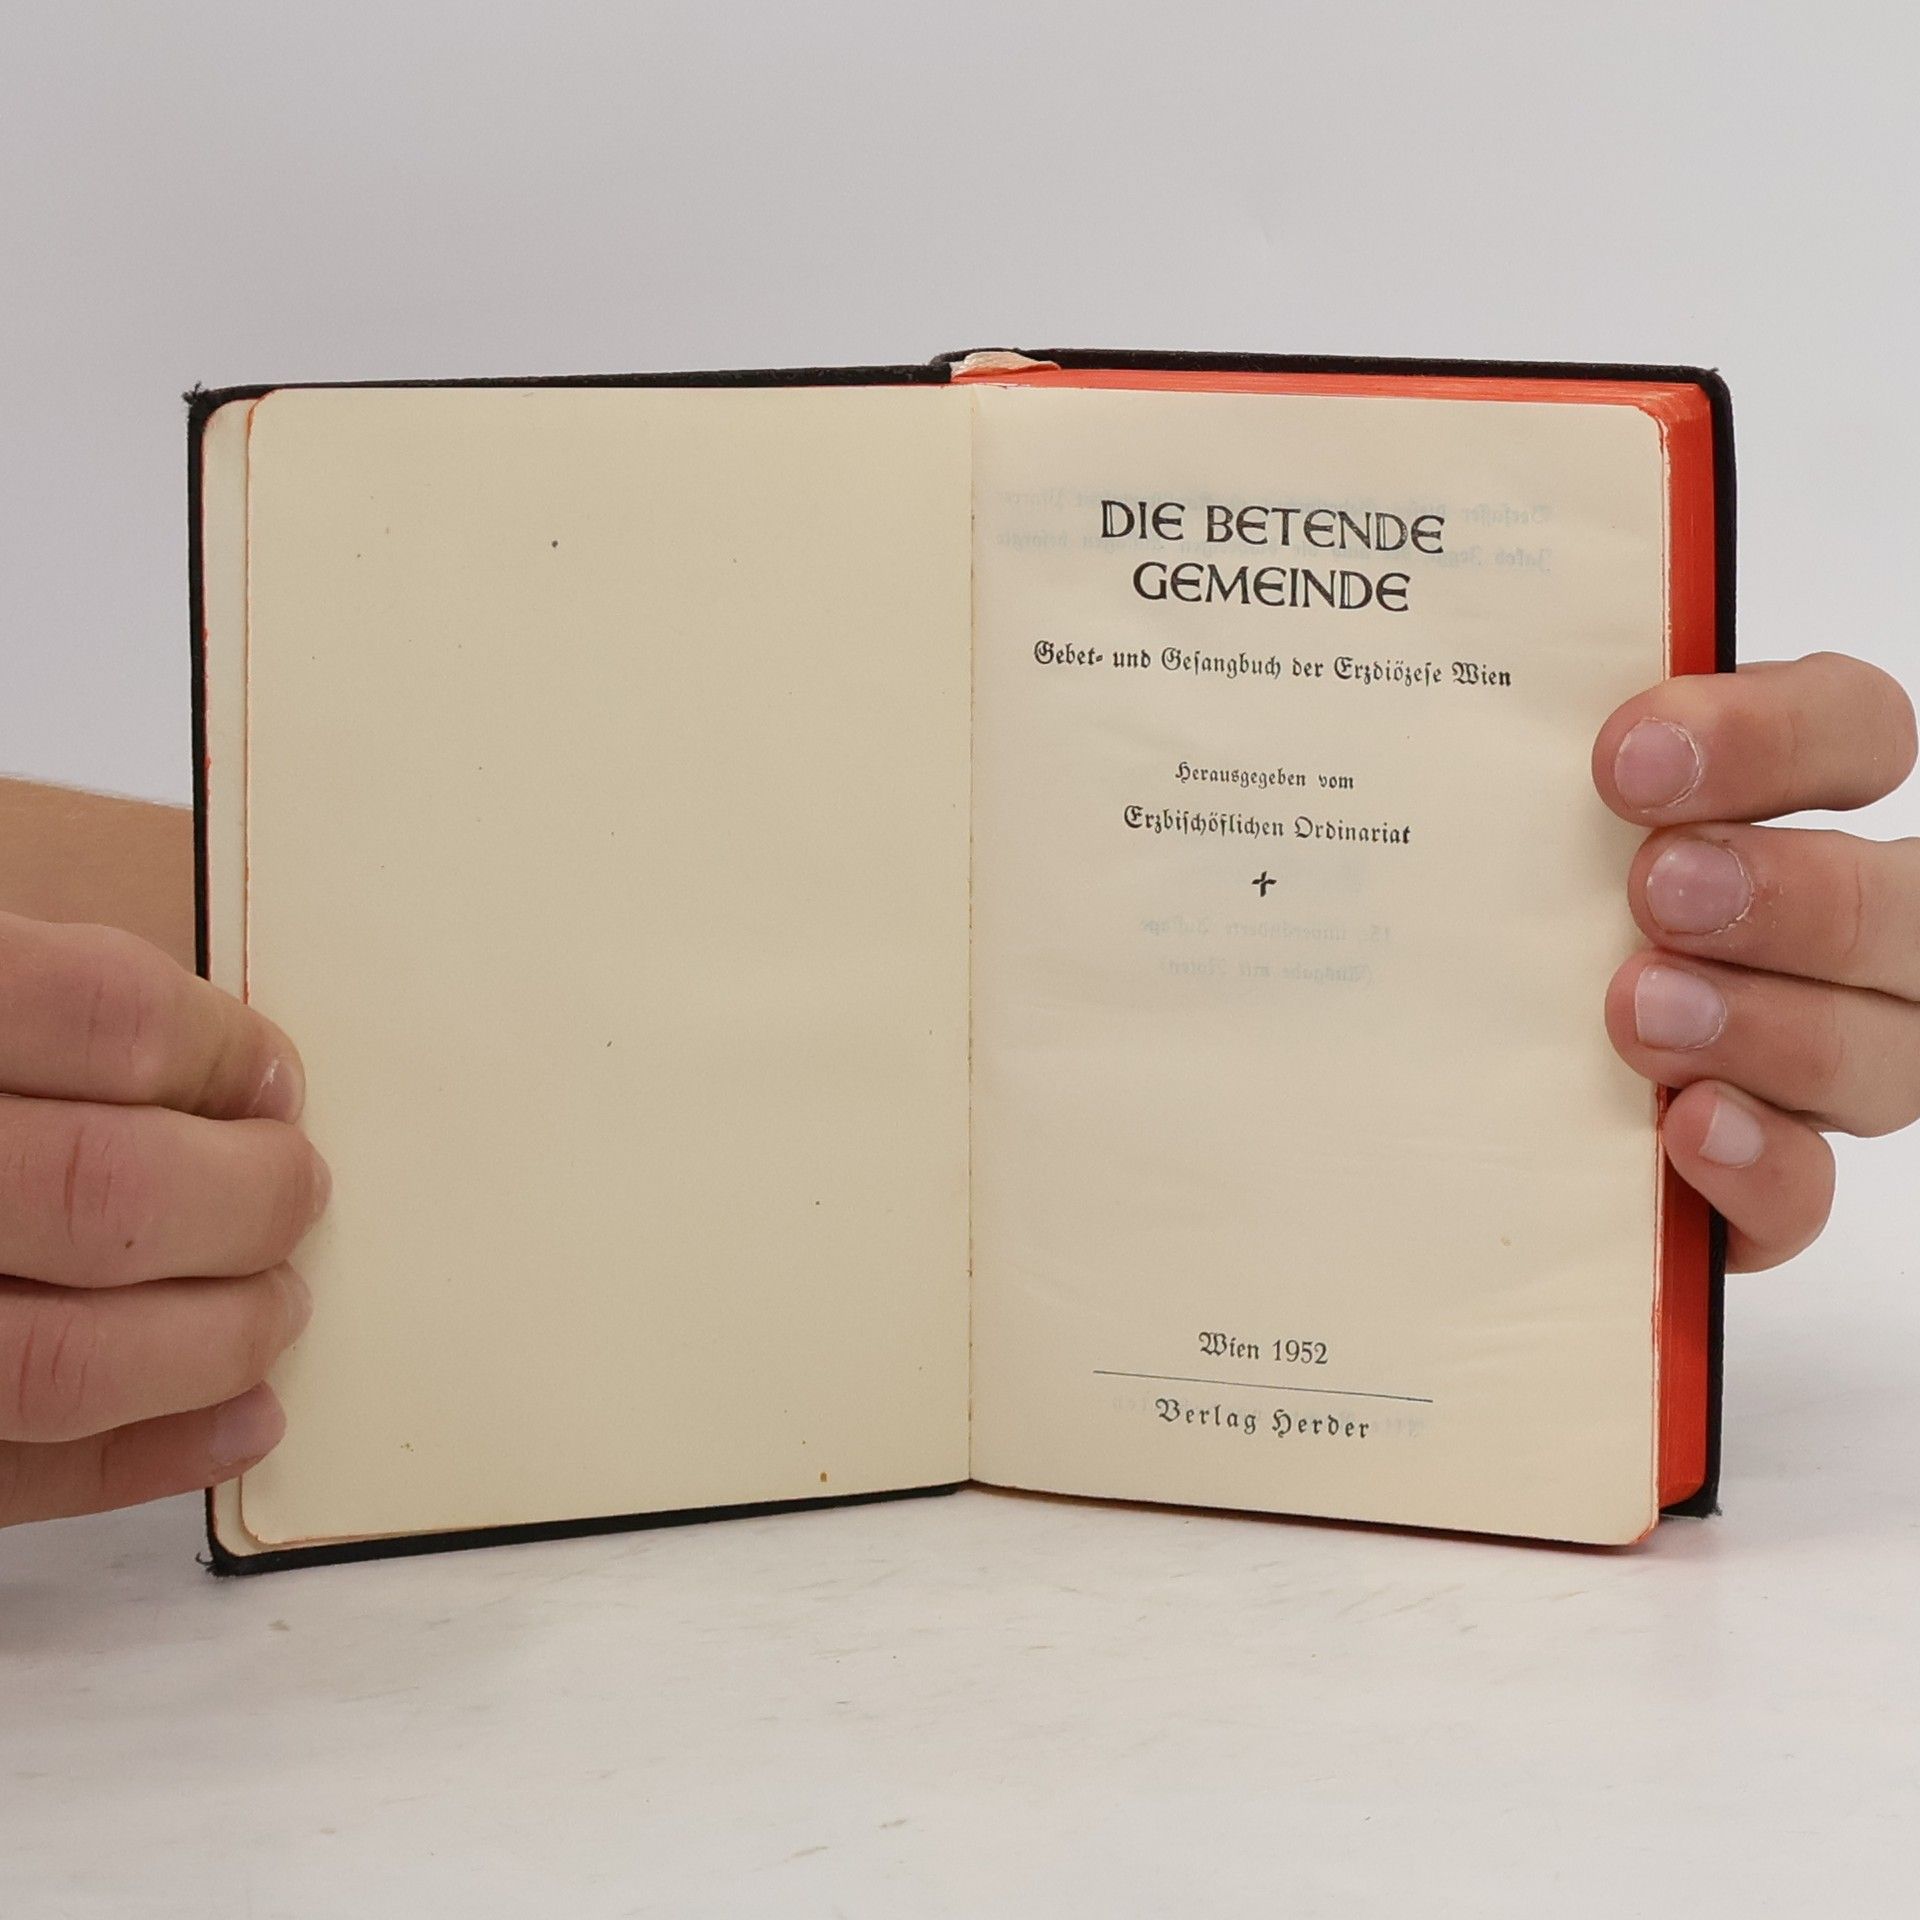 DIE BETENDE
GEMEINDE
Gebet- und Gesangbuch der Erzdiözese Wien
Herausgegeben vom
Erzbischöflichen Ordinariat
Wien 1952
Verlag Herder